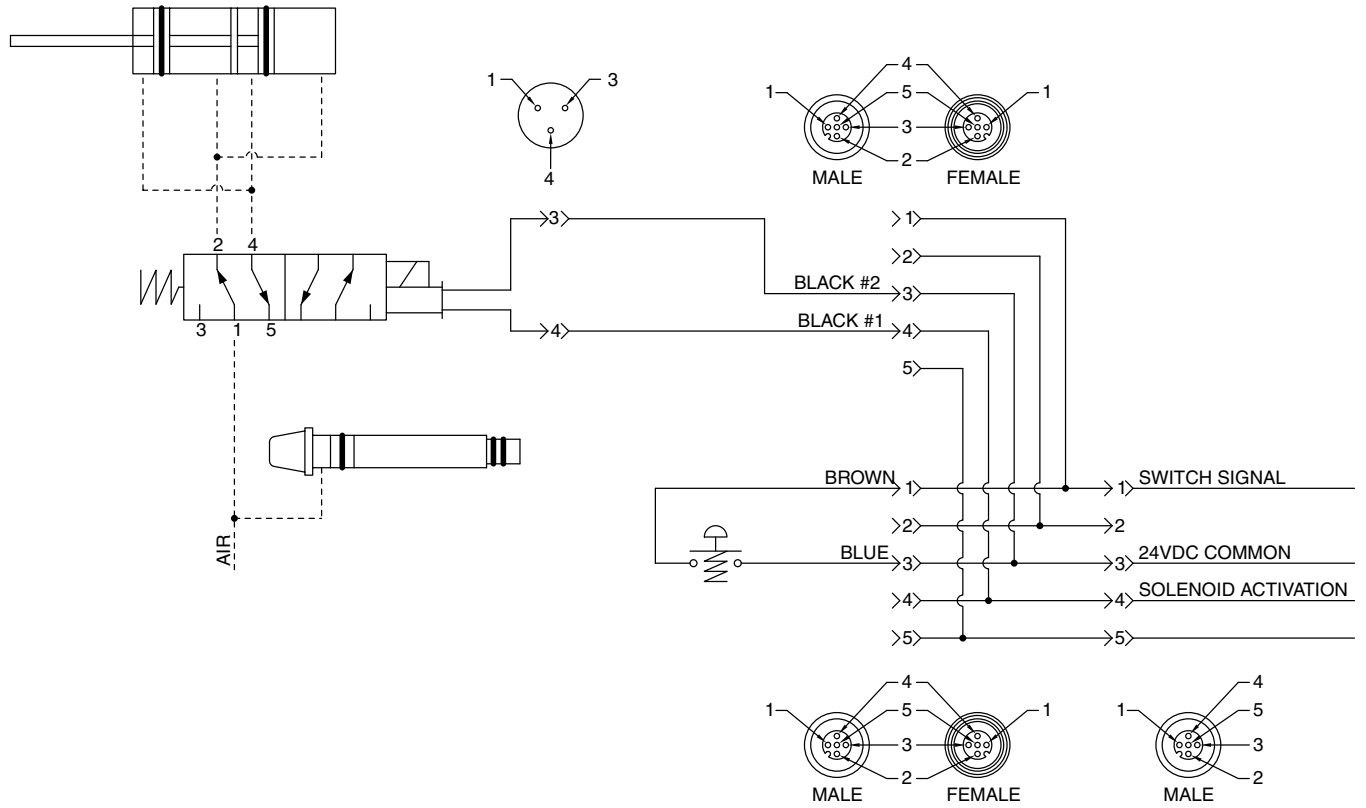 1 3
4
4
1 5 1
3
2
MALE FEMALE
2 4
3 1 5
AIR
3
4
1
2
BLACK #2 3
BLACK #1 4
5
BROWN 1 1 SWITCH SIGNAL
2 2
BLUE 3 3 24VDC COMMON
4 4 SOLENOID ACTIVATION
5 5
4 4
1 5 1 1 5
3 3
2 2
MALE FEMALE MALE